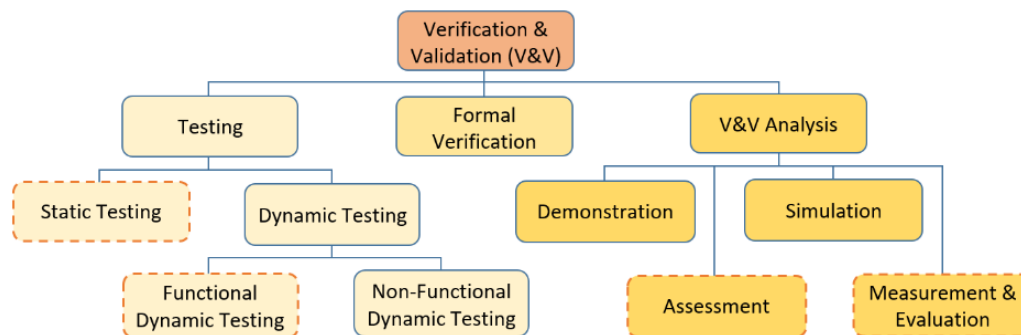 Verification &
Validation (V&V)
Testing
Formal
Verification
V&V Analysis
Static Testing
Dynamic Testing
Demonstration
Simulation
Functional
Dynamic Testing
Non-Functional
Dynamic Testing
Assessment
Measurement &
Evaluation